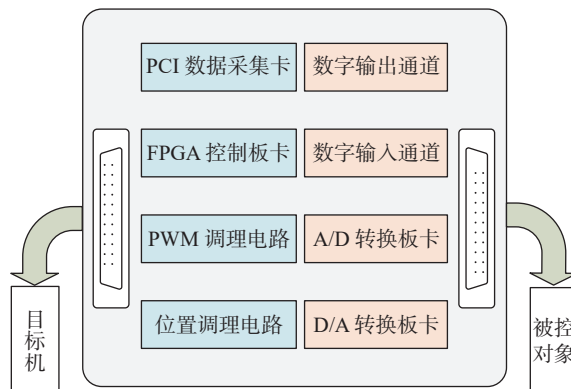 PCI 数据采集卡
数字输出通道
FPGA 控制板卡
数字输入通道
PWM 调理电路
A/D 转换板卡
位置调理电路
D/A 转换板卡
目标机
被控
对象